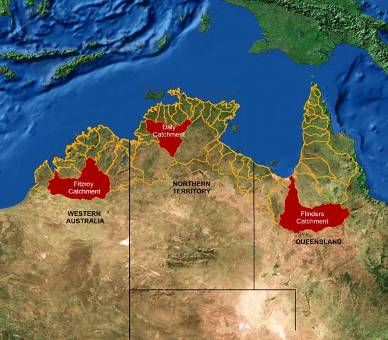 Daly
Catchment
Fitzroy
Catchment
NORTHERN
TERRITORY
WESTERN
AUSTRALIA
Flinders
Catchment
QUEENSLAND